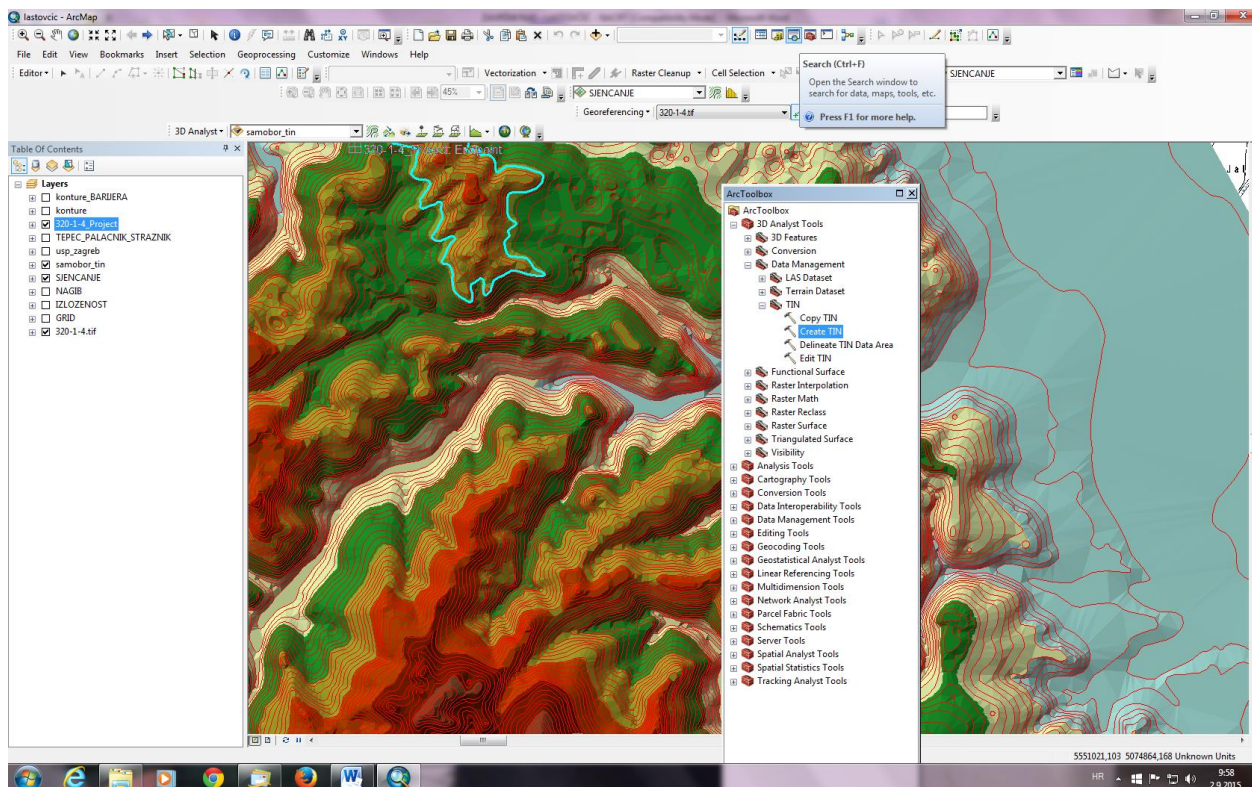 lastovcic - ArcMap
File Edit View Bookmarks Insert Selection Geoprocessing Customize Windows Help
Editor Vectorization Raster Cleanup Cell Selection SJENCANJE
45% SJENCANJE
Georeferencing 320-1-4.tif
Search (Ctrl+F)
Open the Search window to
search for data, maps, tools, etc.
Press F1 for more help.
3D Analyst samobor_tin
Table Of Contents
Layers
konture_BARIJERA
konture
320-1-4_Project
TEPEC_PALACNIK_STRAZNIK
usp_zagreb
samobor_tin
SJENCANJE
NAGIB
IZLOZENOST
GRID
320-1-4.tif
Endpoint
ArcToolbox
ArcToolbox
3D Analyst Tools
3D Features
Conversion
Data Management
LAS Dataset
Terrain Dataset
TIN
Copy TIN
Create TIN
Delineate TIN Data Area
Edit TIN
Functional Surface
Raster Interpolation
Raster Math
Raster Reclass
Raster Surface
Triangulated Surface
Visibility
Analysis Tools
Cartography Tools
Conversion Tools
Data Interoperability Tools
Data Management Tools
Editing Tools
Geocoding Tools
Geostatistical Analyst Tools
Linear Referencing Tools
Multidimension Tools
Network Analyst Tools
Parcel Fabric Tools
Schematics Tools
Server Tools
Spatial Analyst Tools
Spatial Statistics Tools
Tracking Analyst Tools
J a
5551021,103 5074864,168 Unknown Units
HR
9:58
2.9.2015